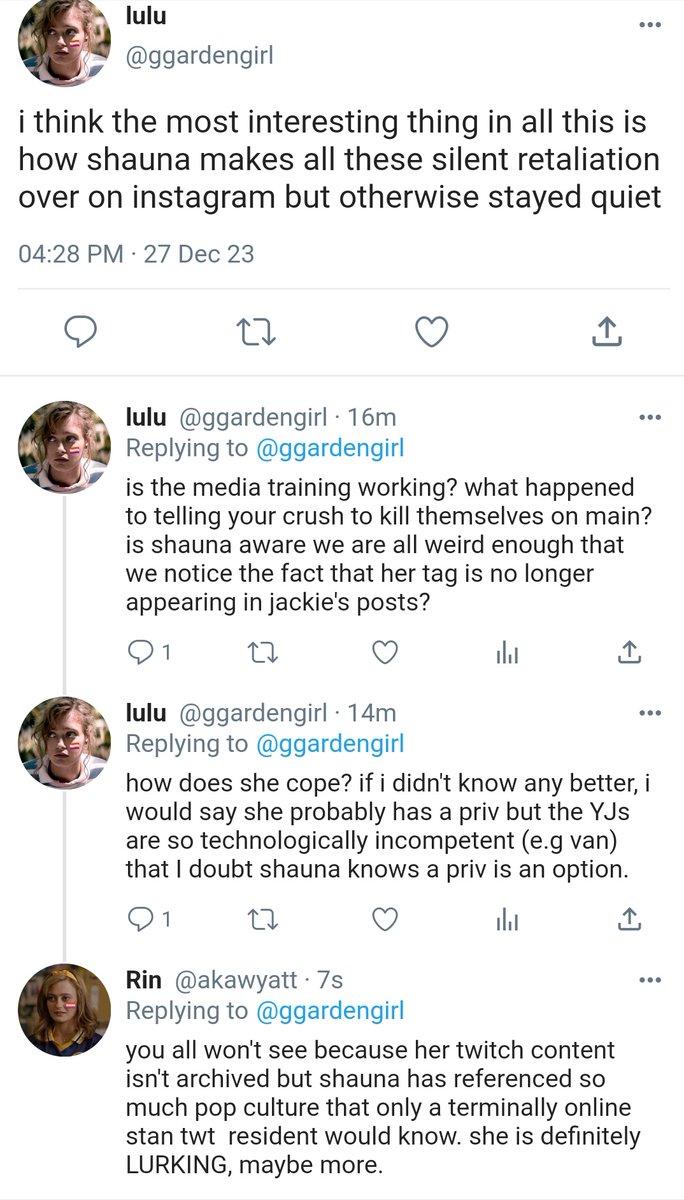 lulu
@ggardengirl
i think the most interesting thing in all this is
how shauna makes all these silent retaliation
over on instagram but otherwise stayed quiet
04:28 PM · 27 Dec 23
lulu @ggardengirl · 16m
Replying to @ggardengirl
is the media training working? what happened
to telling your crush to kill themselves on main?
is shauna aware we are all weird enough that
we notice the fact that her tag is no longer
appearing in jackie's posts?
1
lulu @ggardengirl · 14m
Replying to @ggardengirl
how does she cope? if i didn't know any better, i
would say she probably has a priv but the YJs
are so technologically incompetent (e.g van)
that I doubt shauna knows a priv is an option.
1
Rin @akawyatt · 7s
Replying to @ggardengirl
you all won't see because her twitch content
isn't archived but shauna has referenced so
much pop culture that only a terminally online
stan twt resident would know. she is definitely
LURKING, maybe more.